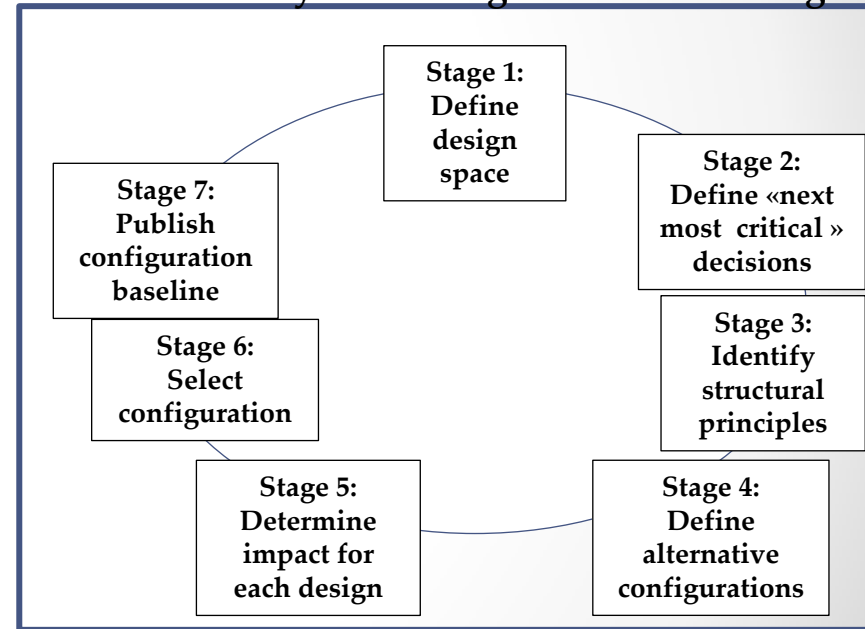 Stage 1:
Define
design
space
Stage 2:
Define «next
most critical »
decisions
Stage 3:
Identify
structural
principles
Stage 4:
Define
alternative
configurations
Stage 5:
Determine
impact for
each design
Stage 6:
Select
configuration
Stage 7:
Publish
configuration
baseline